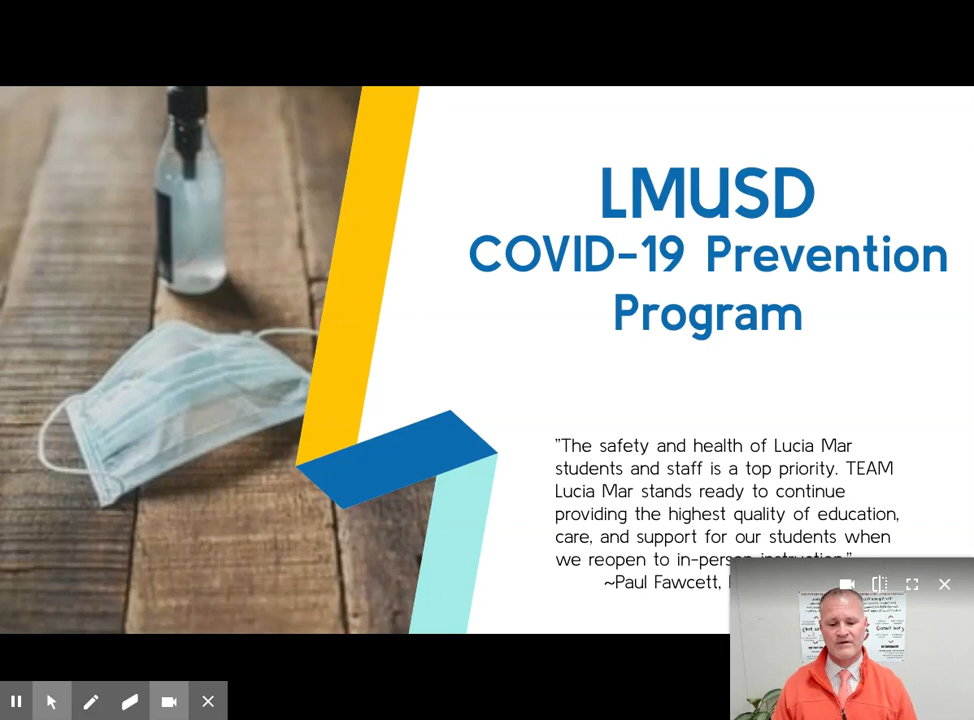 LMUSD
COVID-19 Prevention
Program
"The safety and health of Lucia Mar
students and staff is a top priority. TEAM
Lucia Mar stands ready to continue
providing the highest quality of education,
care, and support for our students when
we reopen to in-person instruction."
~Paul Fawcett,